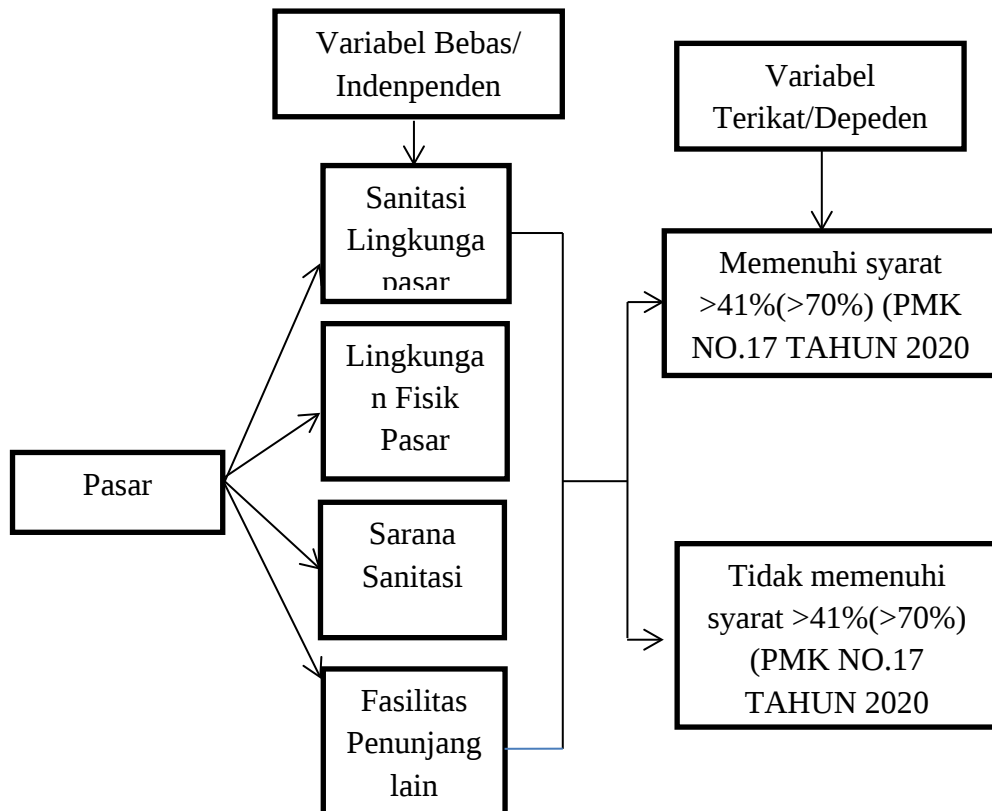 Variabel Bebas/
Indenpenden
Variabel
Terikat/Depeden
Sanitasi
Lingkunga
pasar
Memenuhi syarat
>41%(>70%) (PMK
NO.17 TAHUN 2020
Lingkunga
n Fisik
Pasar
Pasar
Sarana
Sanitasi
Tidak memenuhi
syarat >41%(>70%)
(PMK NO.17
TAHUN 2020
Fasilitas
Penunjang
lain